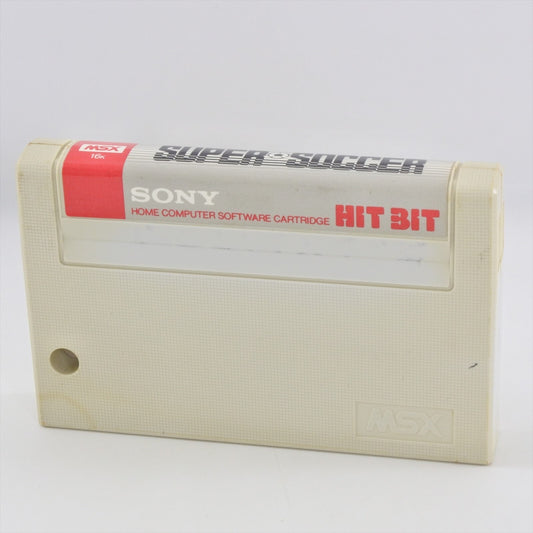 MSX
16K
SUPER SOCCER
SONY
HOME COMPUTER SOFTWARE CARTRIDGE
HIT BIT
MSX